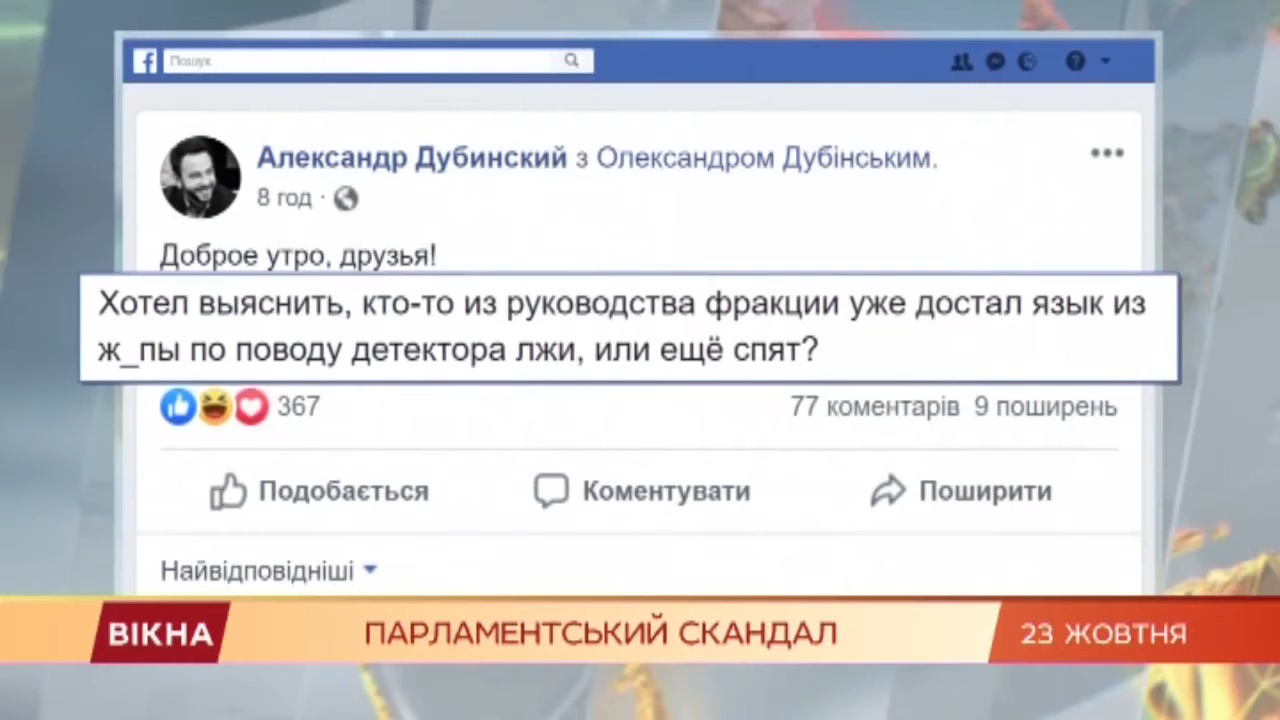 Пошук
Александр Дубинский з Олександром Дубінським.
8 год ·
Доброе утро, друзья!
Хотел выяснить, кто-то из руководства фракции уже достал язык из
ж_пы по поводу детектора лжи, или ещё спят?
367
77 коментарів 9 поширень
Подобається Коментувати Поширити
Найвідповідніші
ВІКНА ПАРЛАМЕНТСЬКИЙ СКАНДАЛ 23 ЖОВТНЯ